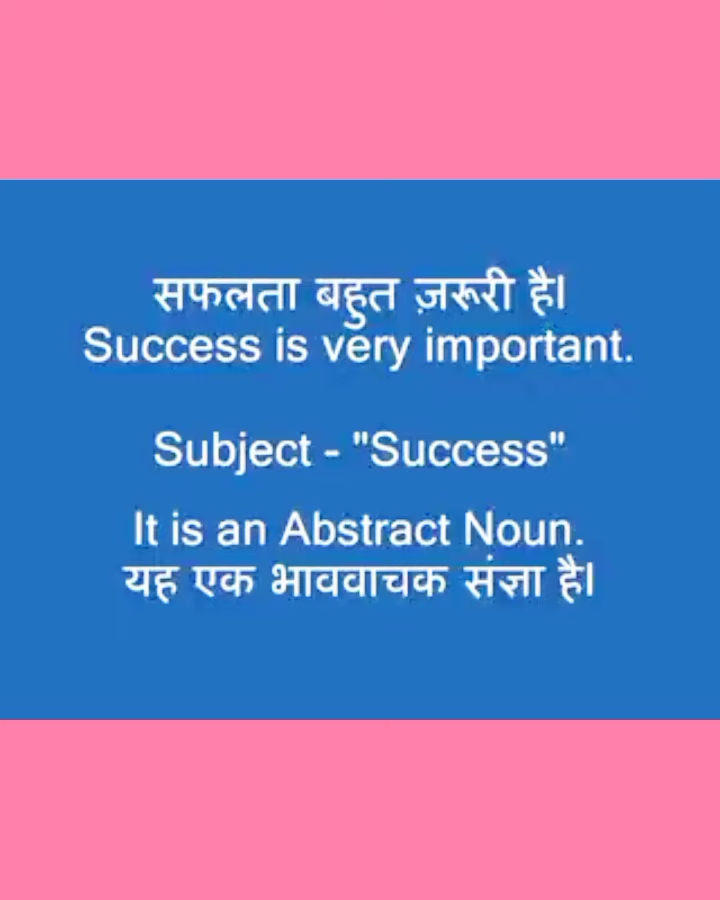 सफलता बहुत ज़रूरी है।
Success is very important.
Subject - "Success"
It is an Abstract Noun.
यह एक भाववाचक संज्ञा है।